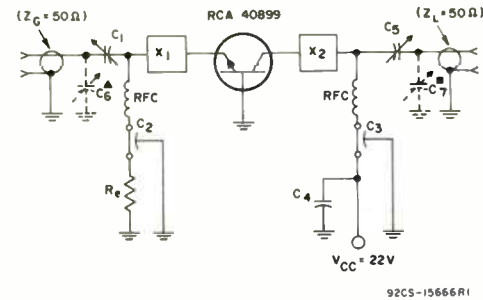 (Z_G = 50Ω)
C₁
RCA 40899
C₅
(Z_L = 50Ω)
X₁
X₂
C₆▲
C₇■
RFC
RFC
C₂
C₃
Rₑ
C₄
V_CC = 22V
92CS-15666R1